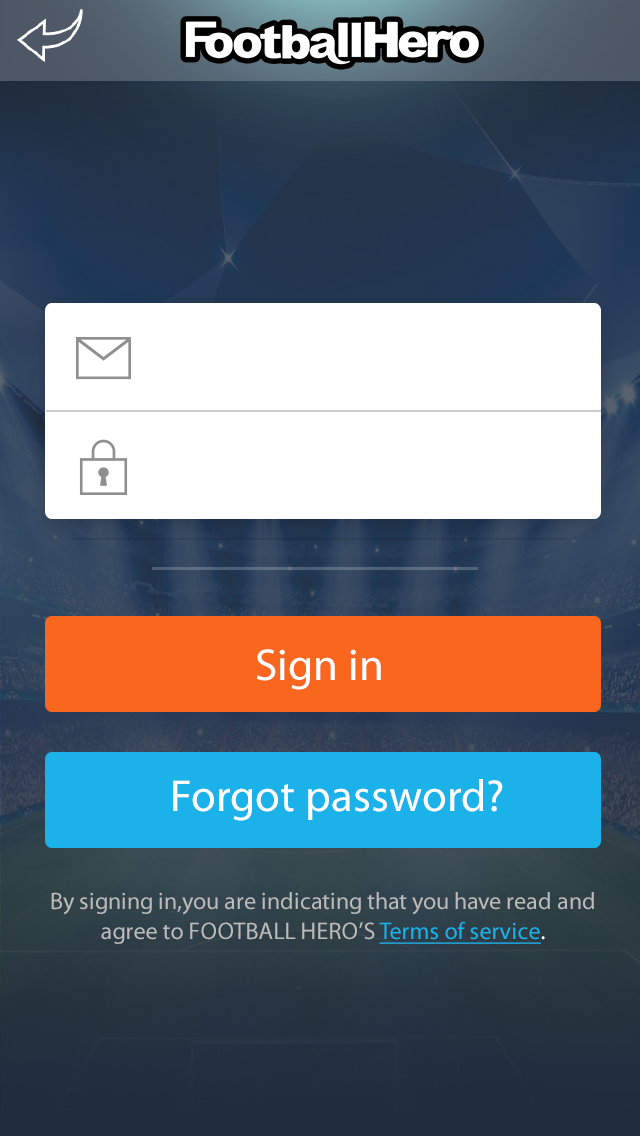 FootballHero
Sign in
Forgot password?
By signing in,you are indicating that you have read and
agree to FOOTBALL HERO’S Terms of service.